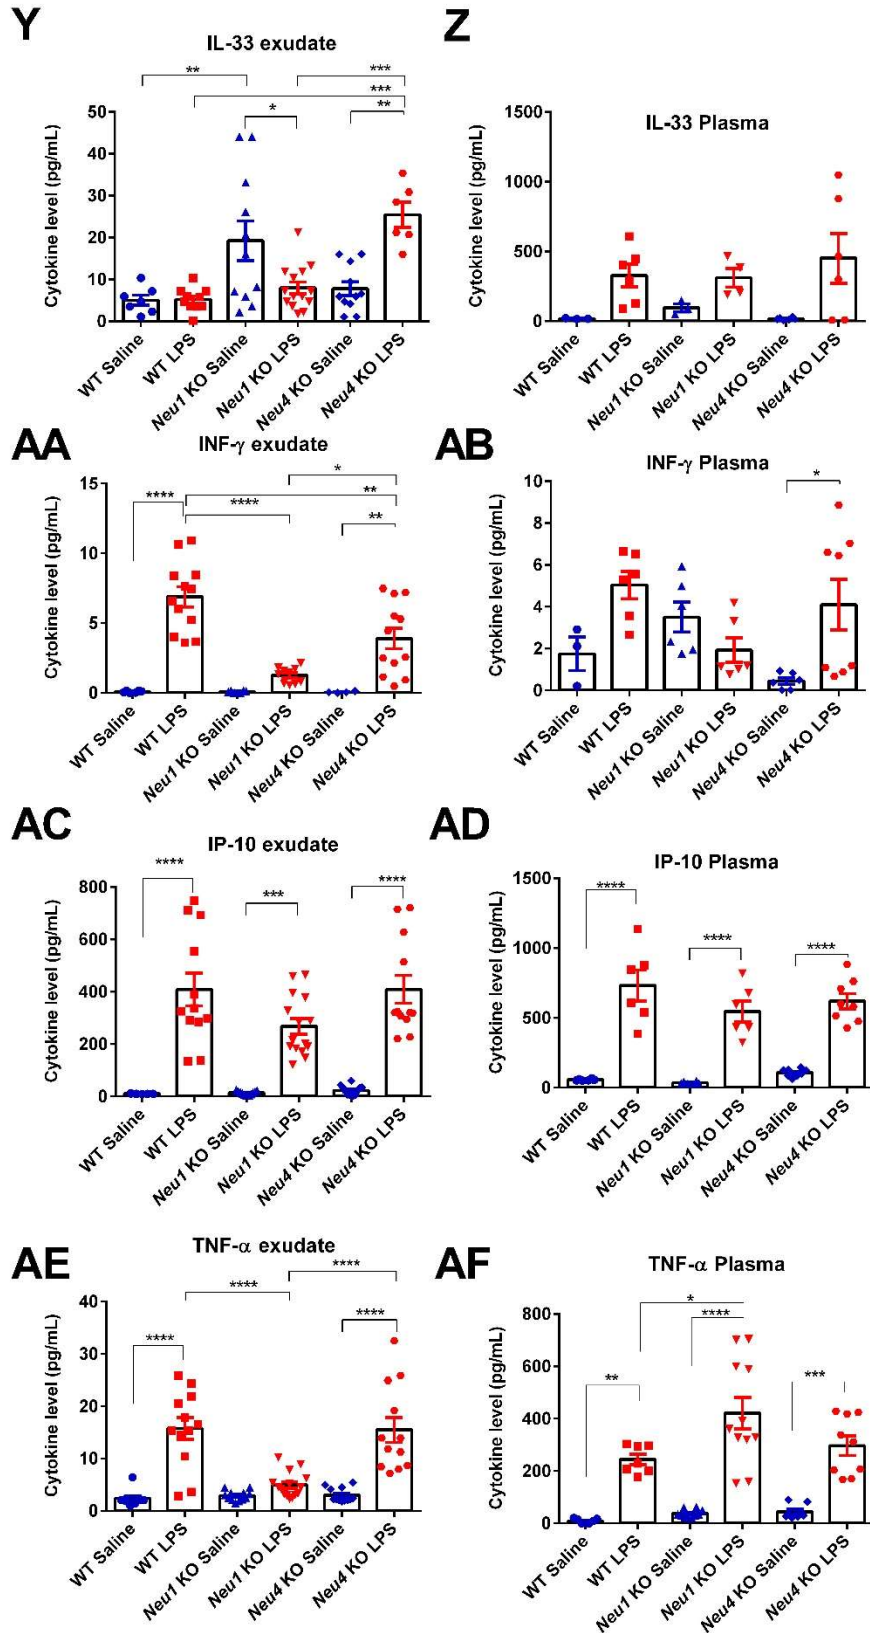 Y
Z
IL-33 exudate
**
***
***
*
**
Cytokine level (pg/mL)
50
40
30
20
10
0
WT Saline
WT LPS
Neu1 KO Saline
Neu1 KO LPS
Neu4 KO Saline
Neu4 KO LPS
IL-33 Plasma
Cytokine level (pg/mL)
1500
1000
500
0
WT Saline
WT LPS
Neu1 KO Saline
Neu1 KO LPS
Neu4 KO Saline
Neu4 KO LPS
AA
INF-γ exudate
*
**
****
****
**
Cytokine level (pg/mL)
15
10
5
0
WT Saline
WT LPS
Neu1 KO Saline
Neu1 KO LPS
Neu4 KO Saline
Neu4 KO LPS
AB
INF-γ Plasma
*
Cytokine level (pg/mL)
10
8
6
4
2
0
WT Saline
WT LPS
Neu1 KO Saline
Neu1 KO LPS
Neu4 KO Saline
Neu4 KO LPS
AC
IP-10 exudate
****
***
****
Cytokine level (pg/mL)
800
600
400
200
0
WT Saline
WT LPS
Neu1 KO Saline
Neu1 KO LPS
Neu4 KO Saline
Neu4 KO LPS
AD
IP-10 Plasma
****
****
****
Cytokine level (pg/mL)
1500
1000
500
0
WT Saline
WT LPS
Neu1 KO Saline
Neu1 KO LPS
Neu4 KO Saline
Neu4 KO LPS
AE
TNF-α exudate
****
****
****
****
Cytokine level (pg/mL)
40
30
20
10
0
WT Saline
WT LPS
Neu1 KO Saline
Neu1 KO LPS
Neu4 KO Saline
Neu4 KO LPS
AF
TNF-α Plasma
*
****
**
***
Cytokine level (pg/mL)
800
600
400
200
0
WT Saline
WT LPS
Neu1 KO Saline
Neu1 KO LPS
Neu4 KO Saline
Neu4 KO LPS